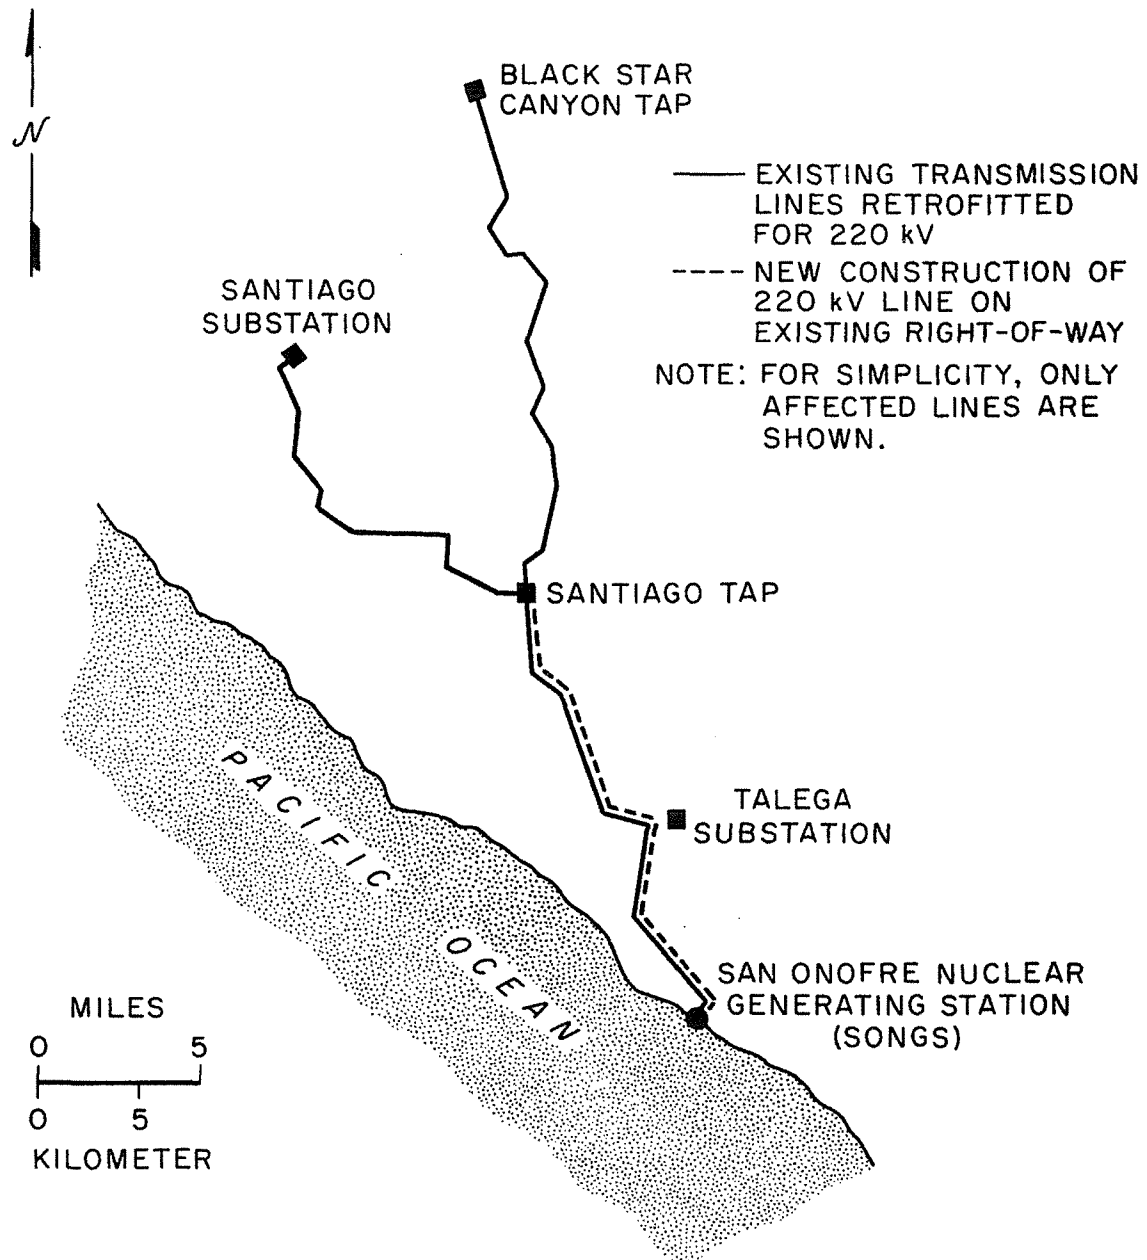 N
BLACK STAR
CANYON TAP
EXISTING TRANSMISSION
LINES RETROFITTED
FOR 220 kV
NEW CONSTRUCTION OF
220 kV LINE ON
EXISTING RIGHT-OF-WAY
NOTE: FOR SIMPLICITY, ONLY
AFFECTED LINES ARE
SHOWN.
SANTIAGO
SUBSTATION
SANTIAGO TAP
TALEGA
SUBSTATION
PACIFIC
OCEAN
SAN ONOFRE NUCLEAR
GENERATING STATION
(SONGS)
MILES
0 5
0 5
KILOMETER